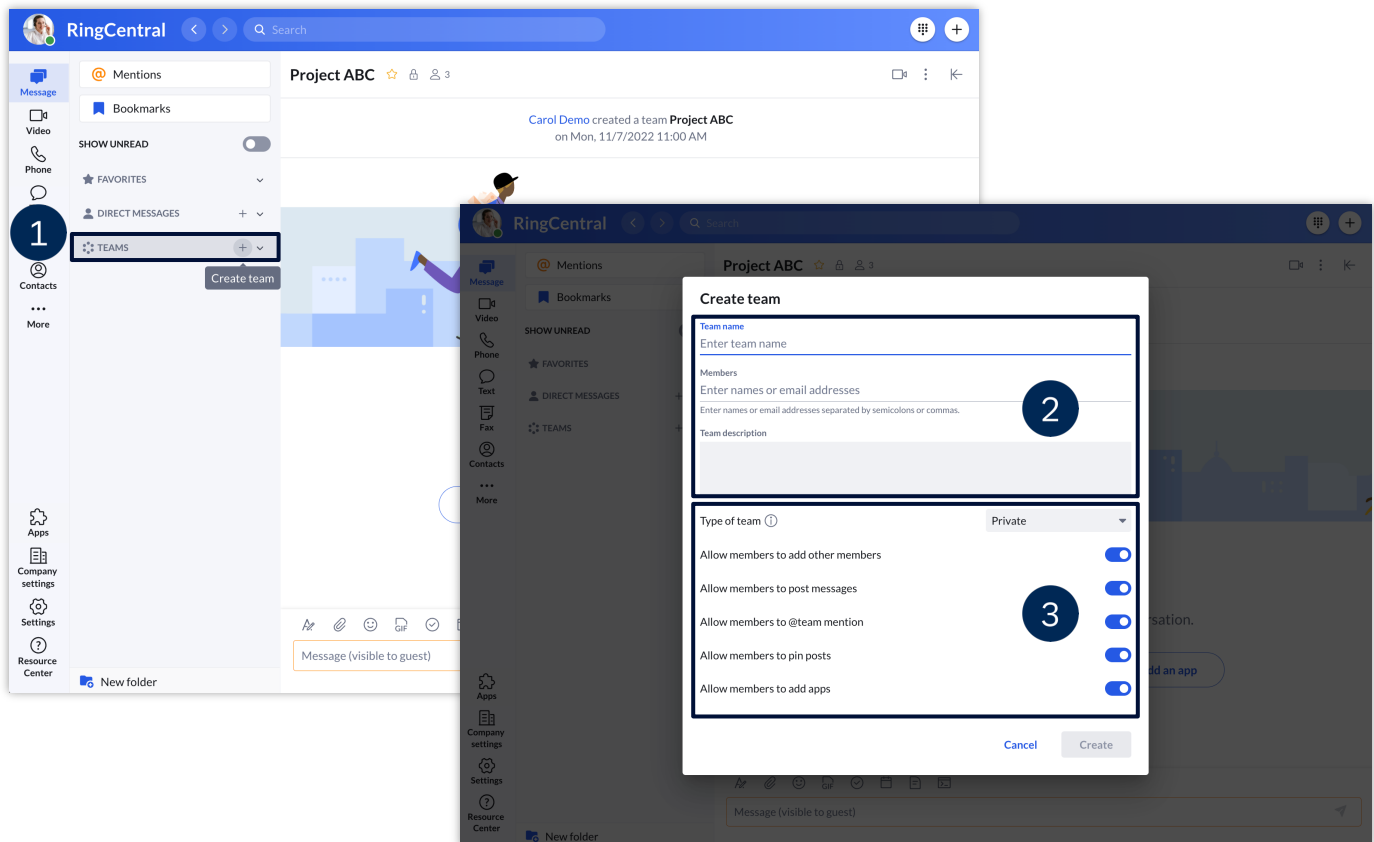 RingCentral
Search
Message
Video
Phone
Contacts
More
Apps
Company
settings
Settings
Resource
Center
@ Mentions
Bookmarks
SHOW UNREAD
FAVORITES
DIRECT MESSAGES
TEAMS
Create team
New folder
1
Project ABC
3
Carol Demo created a team Project ABC
on Mon, 11/7/2022 11:00 AM
GIF
Message (visible to guest)
RingCentral
Search
Message
Video
Phone
Text
Fax
Contacts
More
Apps
Company
settings
Settings
Resource
Center
@ Mentions
Bookmarks
SHOW UNREAD
FAVORITES
DIRECT MESSAGES
TEAMS
New folder
Project ABC
3
Create team
Team name
Enter team name
Members
Enter names or email addresses
Enter names or email addresses separated by semicolons or commas.
Team description
2
Type of team
Private
Allow members to add other members
Allow members to post messages
Allow members to @team mention
Allow members to pin posts
Allow members to add apps
3
Cancel
Create
an app
GIF
Message (visible to guest)